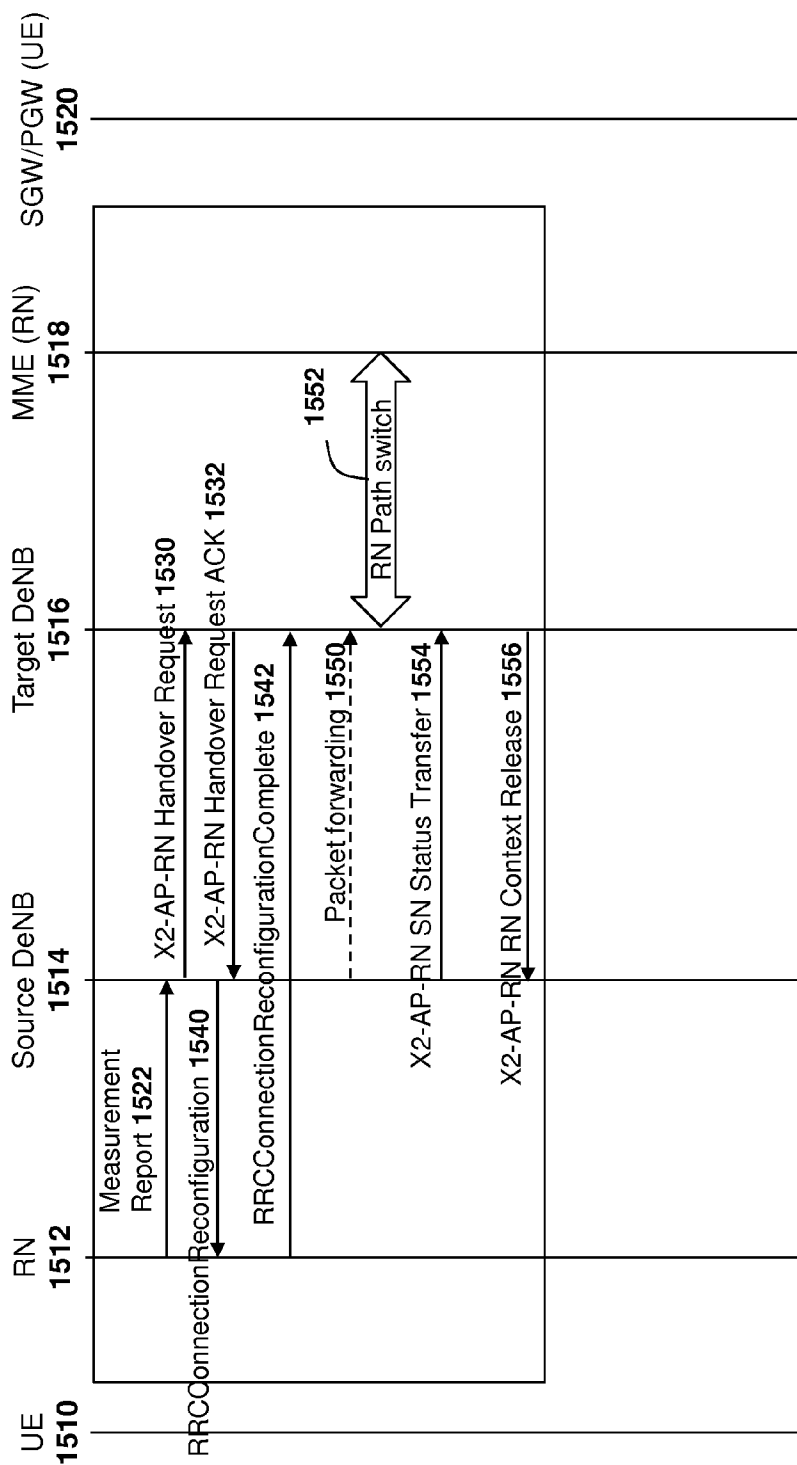 UE
1510
RN
1512
Source DeNB
1514
Target DeNB
1516
MME (RN)
1518
SGW/PGW (UE)
1520
Measurement
Report 1522
X2-AP-RN Handover Request 1530
RRCConnectionReconfiguration 1540
X2-AP-RN Handover Request ACK 1532
RRCConnectionReconfigurationComplete 1542
Packet forwarding 1550
1552
RN Path switch
X2-AP-RN SN Status Transfer 1554
X2-AP-RN RN Context Release 1556